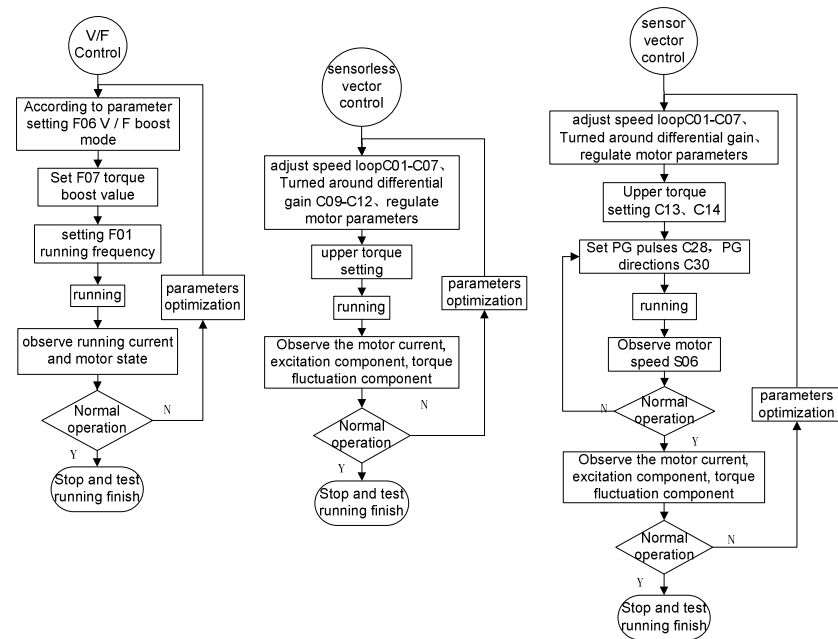 V/F
Control
According to parameter
setting F06 V / F boost
mode
Set F07 torque
boost value
setting F01
running frequency
running
observe running current
and motor state
Normal
operation
N
Y
Stop and test
running finish
parameters
optimization
sensorless
vector
control
adjust speed loopC01-C07、
Turned around differential
gain C09-C12、regulate
motor parameters
upper torque
setting
running
Observe the motor current,
excitation component, torque
fluctuation component
N
Normal
operation
Y
Stop and test
running finish
parameters
optimization
sensor
vector
control
adjust speed loopC01-C07、
Turned around differential gain、
regulate motor parameters
Upper torque
setting C13、C14
Set PG pulses C28，PG
directions C30
running
Observe motor
speed S06
Normal
operation
N
Y
Observe the motor current,
excitation component, torque
fluctuation component
Normal
operation
N
Y
Stop and test
running finish
parameters
optimization